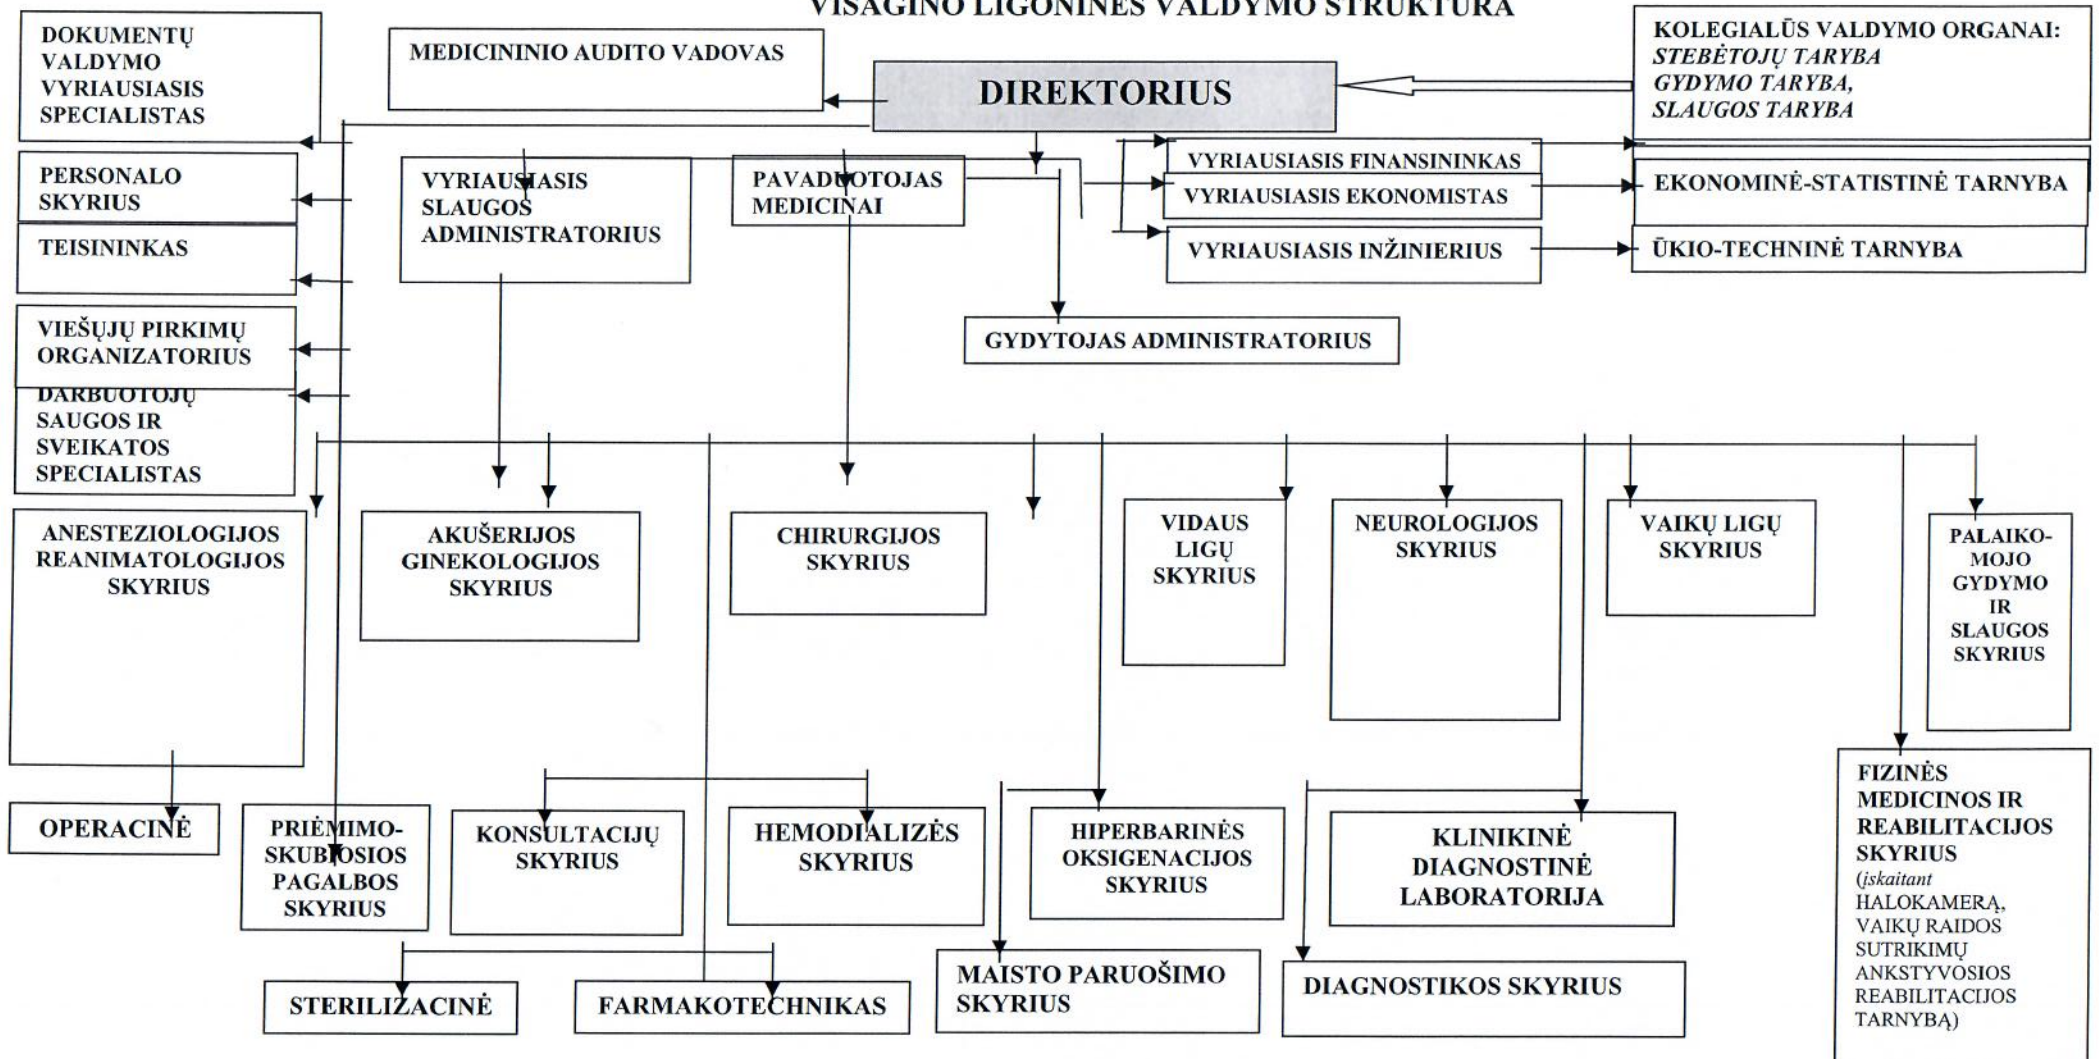 VISAGINO LIGONINĖS VALDYMO STRUKTŪRA
DOKUMENTŲ
VALDYMO
VYRIAUSIASIS
SPECIALISTAS
MEDICININIO AUDITO VADOVAS
DIREKTORIUS
KOLEGIALŪS VALDYMO ORGANAI:
STEBĖTOJŲ TARYBA
GYDYMO TARYBA,
SLAUGOS TARYBA
PERSONALO
SKYRIUS
VYRIAUSIASIS
SLAUGOS
ADMINISTRATORIUS
PAVADUOTOJAS
MEDICINAI
VYRIAUSIASIS FINANSININKAS
VYRIAUSIASIS EKONOMISTAS
EKONOMINĖ-STATISTINĖ TARNYBA
TEISININKAS
VYRIAUSIASIS INŽINIERIUS
ŪKIO-TECHNINĖ TARNYBA
VIEŠŲJŲ PIRKIMŲ
ORGANIZATORIUS
GYDYTOJAS ADMINISTRATORIUS
DARBUOTOJŲ
SAUGOS IR
SVEIKATOS
SPECIALISTAS
ANESTEZIOLOGIJOS
REANIMATOLOGIJOS
SKYRIUS
AKUŠERIJOS
GINEKOLOGIJOS
SKYRIUS
CHIRURGIJOS
SKYRIUS
VIDAUS
LIGŲ
SKYRIUS
NEUROLOGIJOS
SKYRIUS
VAIKŲ LIGŲ
SKYRIUS
PALAIKO-
MOJO
GYDYMO
IR
SLAUGOS
SKYRIUS
OPERACINĖ
PRIĖMIMO-
SKUBIOSIOS
PAGALBOS
SKYRIUS
KONSULTACIJŲ
SKYRIUS
HEMODIALIZĖS
SKYRIUS
HIPERBARINĖS
OKSIGENACIJOS
SKYRIUS
KLINIKINĖ
DIAGNOSTINĖ
LABORATORIJA
FIZINĖS
MEDICINOS IR
REABILITACIJOS
SKYRIUS
(įskaitant
HALOKAMERĄ,
VAIKŲ RAIDOS
SUTRIKIMŲ
ANKSTYVOSIOS
REABILITACIJOS
TARNYBĄ)
STERILIZACINĖ
FARMAKOTECHNIKAS
MAISTO PARUOŠIMO
SKYRIUS
DIAGNOSTIKOS SKYRIUS